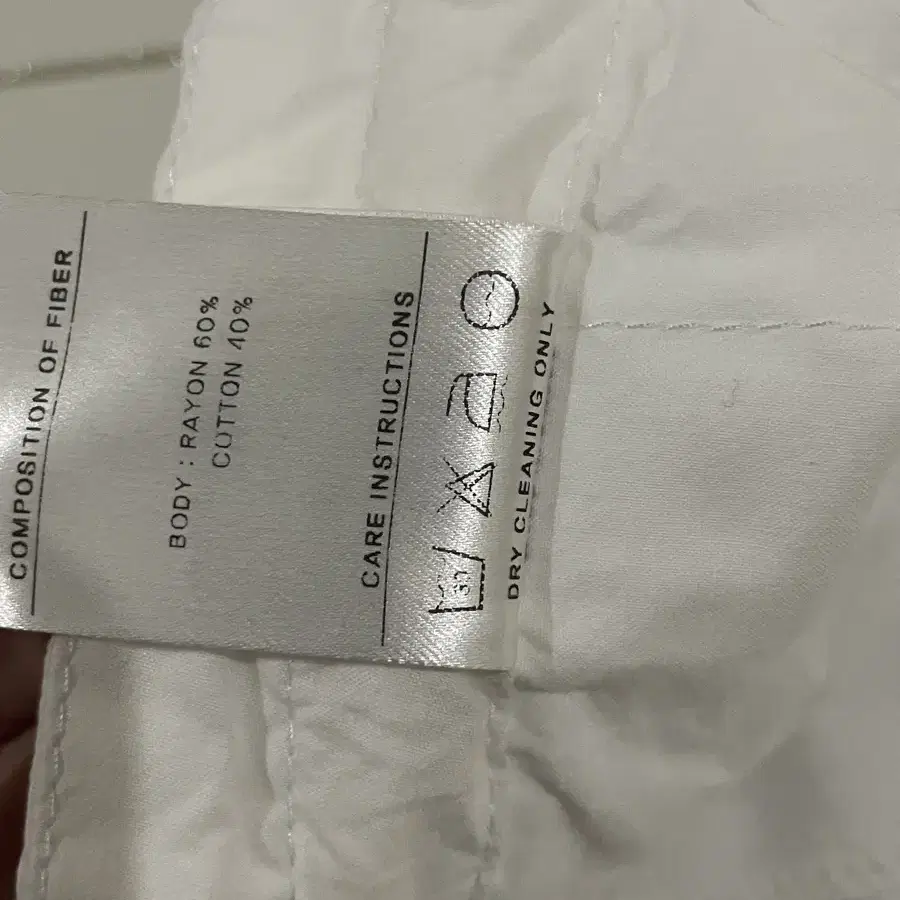 COMPOSITION OF FIBER
BODY : RAYON 60%
COTTON 40%
CARE INSTRUCTIONS
DRY CLEANING ONLY